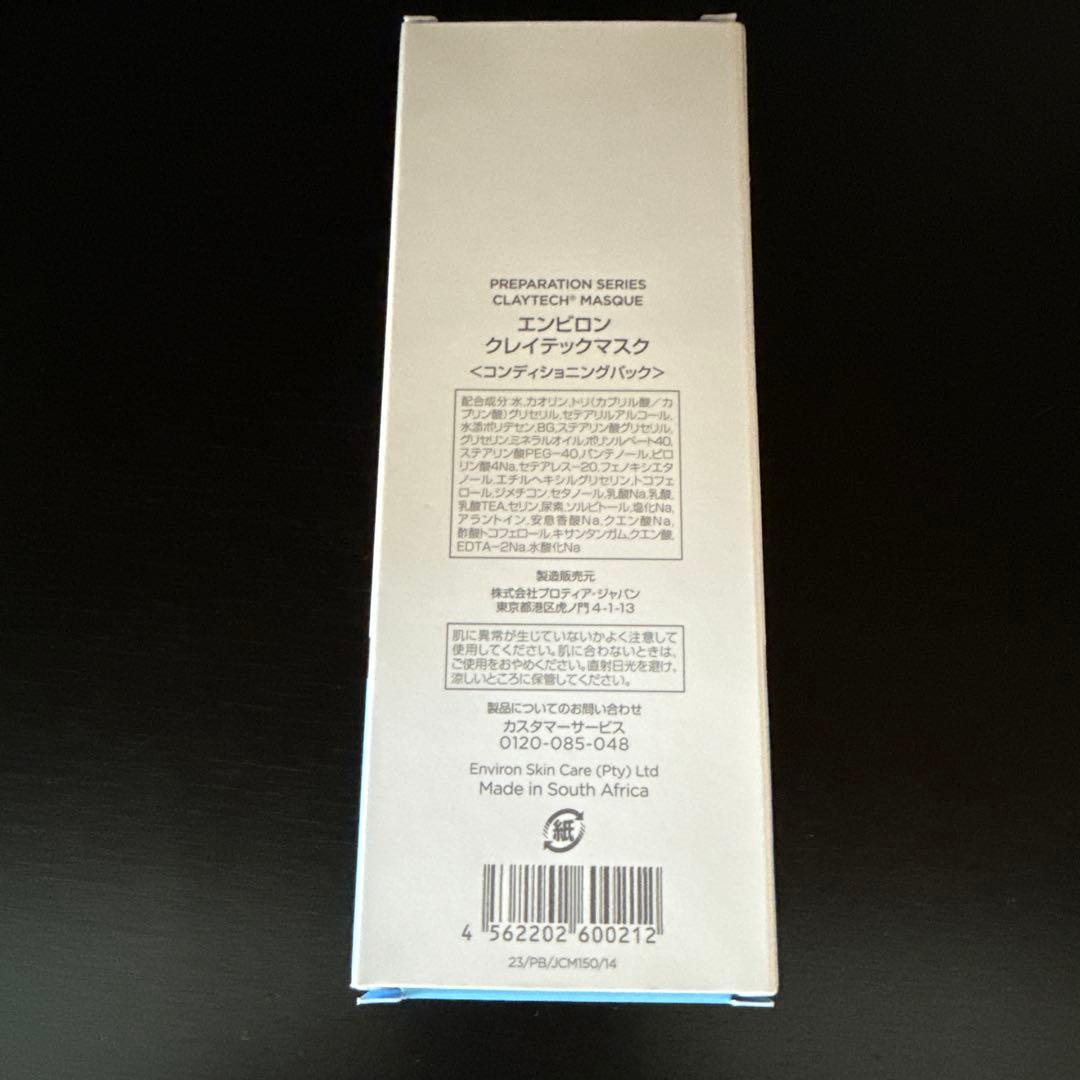 PREPARATION SERIES
CLAYTECH® MASQUE
エンビロン
クレイテックマスク
＜コンディショニングパック＞
配合成分:水,カオリン,トリ(カプリル酸／カ
プリン酸)グリセリル,セテアリルアルコール,
水添ポリデセン,BG,ステアリン酸グリセリル,
グリセリン,ミネラルオイル,ポリソルベート40,
ステアリン酸PEG-40,パンテノール,ピロ
リン酸4Na,セテアレス-20,フェノキシエタ
ノール,エチルヘキシルグリセリン,トコフェ
ロール,ジメチコン,セタノール,乳酸Na,乳酸,
乳酸TEA,セリン,尿素,ソルビトール,塩化Na,
アラントイン,安息香酸Na,クエン酸Na,
酢酸トコフェロール,キサンタンガム,クエン酸,
EDTA-2Na,水酸化Na
製造販売元
株式会社プロティア・ジャパン
東京都港区虎ノ門4-1-13
肌に異常が生じていないかよく注意して
使用してください。肌に合わないときは、
ご使用をおやめください。直射日光を避け、
涼しいところに保管してください。
製品についてのお問い合わせ
カスタマーサービス
0120-085-048
Environ Skin Care (Pty) Ltd
Made in South Africa
紙
4 562202 600212
23/PB/JCM150/14